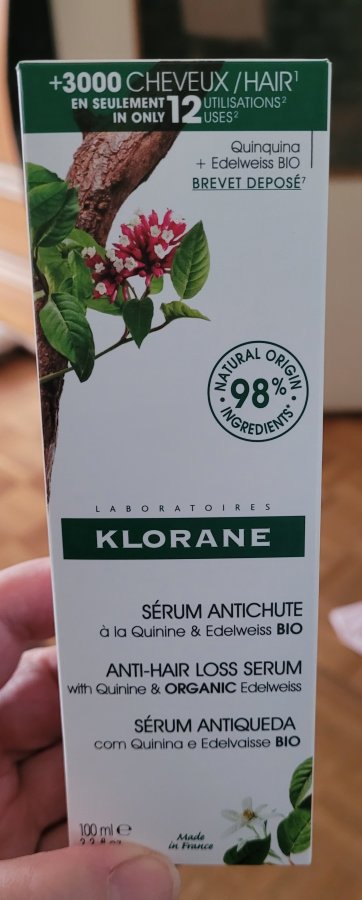 +3000 CHEVEUX / HAIR¹
EN SEULEMENT 12 UTILISATIONS²
IN ONLY USES²
Quinquina
+ Edelweiss BIO
BREVET DEPOSÉ⁷
NATURAL ORIGIN
98%
INGREDIENTS*
LABORATOIRES
KLORANE
SÉRUM ANTICHUTE
à la Quinine & Edelweiss BIO
ANTI-HAIR LOSS SERUM
with Quinine & ORGANIC Edelweiss
SÉRUM ANTIQUEDA
com Quinina e Edelvaisse BIO
100 ml ℮
Made
in France